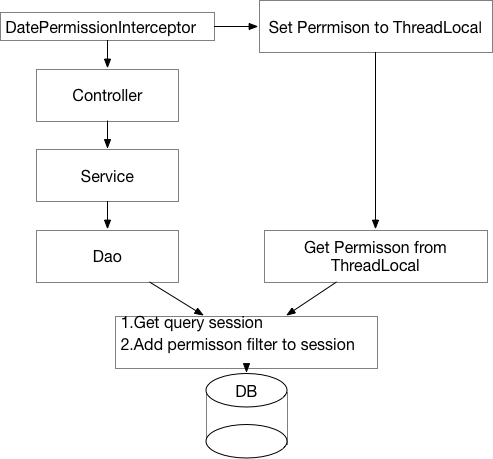 DatePermissionInterceptor
Set Perrmison to ThreadLocal
Controller
Service
Dao
Get Permisson from
ThreadLocal
1.Get query session
2.Add permisson filter to session
DB